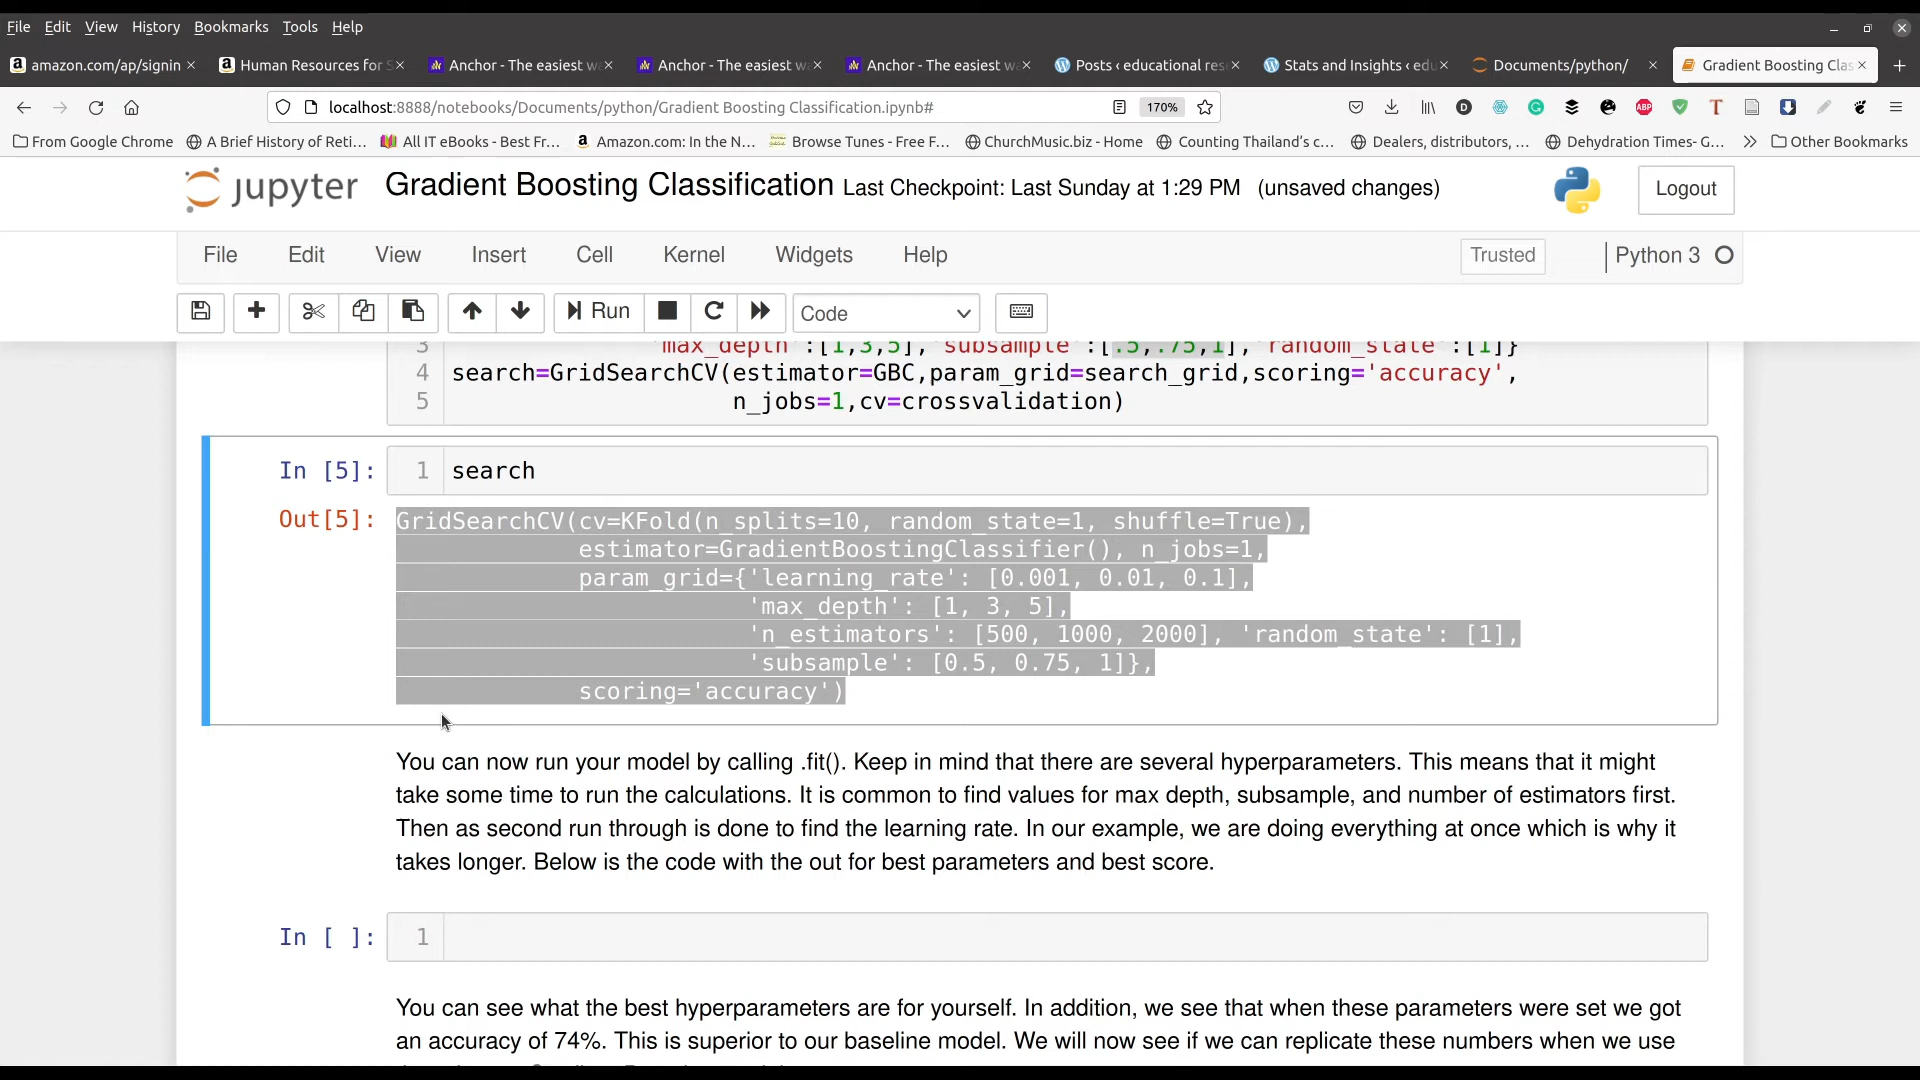 File Edit View History Bookmarks Tools Help
amazon.com/ap/signin Human Resources for S Anchor - The easiest wa Anchor - The easiest wa Anchor - The easiest wa Posts ‹ educational rese Stats and Insights ‹ edu Documents/python/ Gradient Boosting Clas
localhost:8888/notebooks/Documents/python/Gradient Boosting Classification.ipynb# 170%
From Google Chrome A Brief History of Reti... All IT eBooks - Best Fr... Amazon.com: In the N... Browse Tunes - Free F... ChurchMusic.biz - Home Counting Thailand's c... Dealers, distributors, ... Dehydration Times- G... Other Bookmarks
jupyter Gradient Boosting Classification Last Checkpoint: Last Sunday at 1:29 PM (unsaved changes) Logout
File Edit View Insert Cell Kernel Widgets Help Trusted Python 3
Run Code
3 'max_depth':[1,3,5],'subsample':[.5,.75,1],'random_state':[1]}
4 search=GridSearchCV(estimator=GBC,param_grid=search_grid,scoring='accuracy',
5 n_jobs=1,cv=crossvalidation)
In [5]: 1 search
Out[5]: GridSearchCV(cv=KFold(n_splits=10, random_state=1, shuffle=True),
estimator=GradientBoostingClassifier(), n_jobs=1,
param_grid={'learning_rate': [0.001, 0.01, 0.1],
'max_depth': [1, 3, 5],
'n_estimators': [500, 1000, 2000], 'random_state': [1],
'subsample': [0.5, 0.75, 1]},
scoring='accuracy')
You can now run your model by calling .fit(). Keep in mind that there are several hyperparameters. This means that it might
take some time to run the calculations. It is common to find values for max depth, subsample, and number of estimators first.
Then as second run through is done to find the learning rate. In our example, we are doing everything at once which is why it
takes longer. Below is the code with the out for best parameters and best score.
In [ ]: 1
You can see what the best hyperparameters are for yourself. In addition, we see that when these parameters were set we got
an accuracy of 74%. This is superior to our baseline model. We will now see if we can replicate these numbers when we use